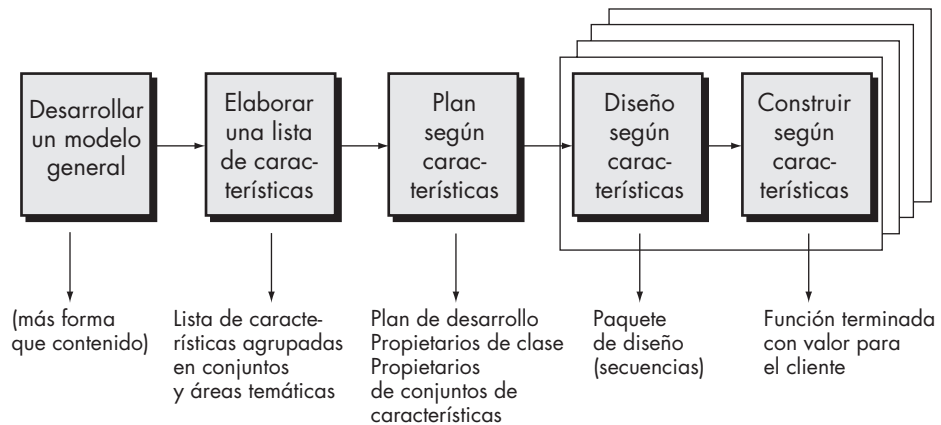 Desarrollar
un modelo
general
Elaborar
una lista
de carac-
terísticas
Plan
según
carac-
terísticas
Diseño
según
carac-
terísticas
Construir
según
carac-
terísticas
(más forma
que contenido)
Lista de caracte-
rísticas agrupadas
en conjuntos
y áreas temáticas
Plan de desarrollo
Propietarios de clase
Propietarios
de conjuntos de
características
Paquete
de diseño
(secuencias)
Función terminada
con valor para
el cliente